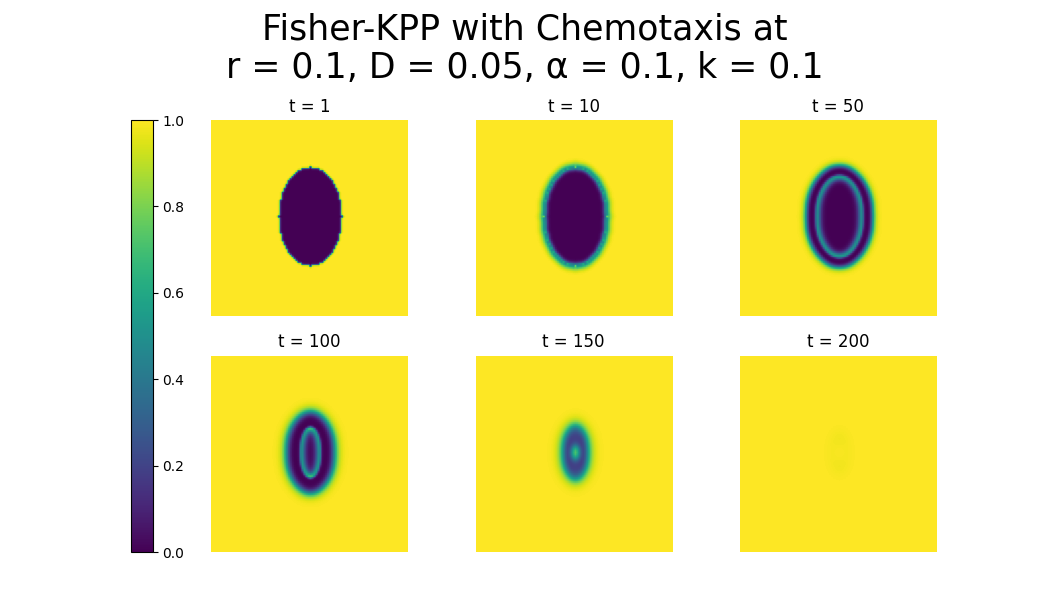 Fisher-KPP with Chemotaxis at
r = 0.1, D = 0.05, α = 0.1, k = 0.1
t = 1
t = 10
t = 50
1.0
0.8
0.6
0.4
0.2
0.0
t = 100
t = 150
t = 200